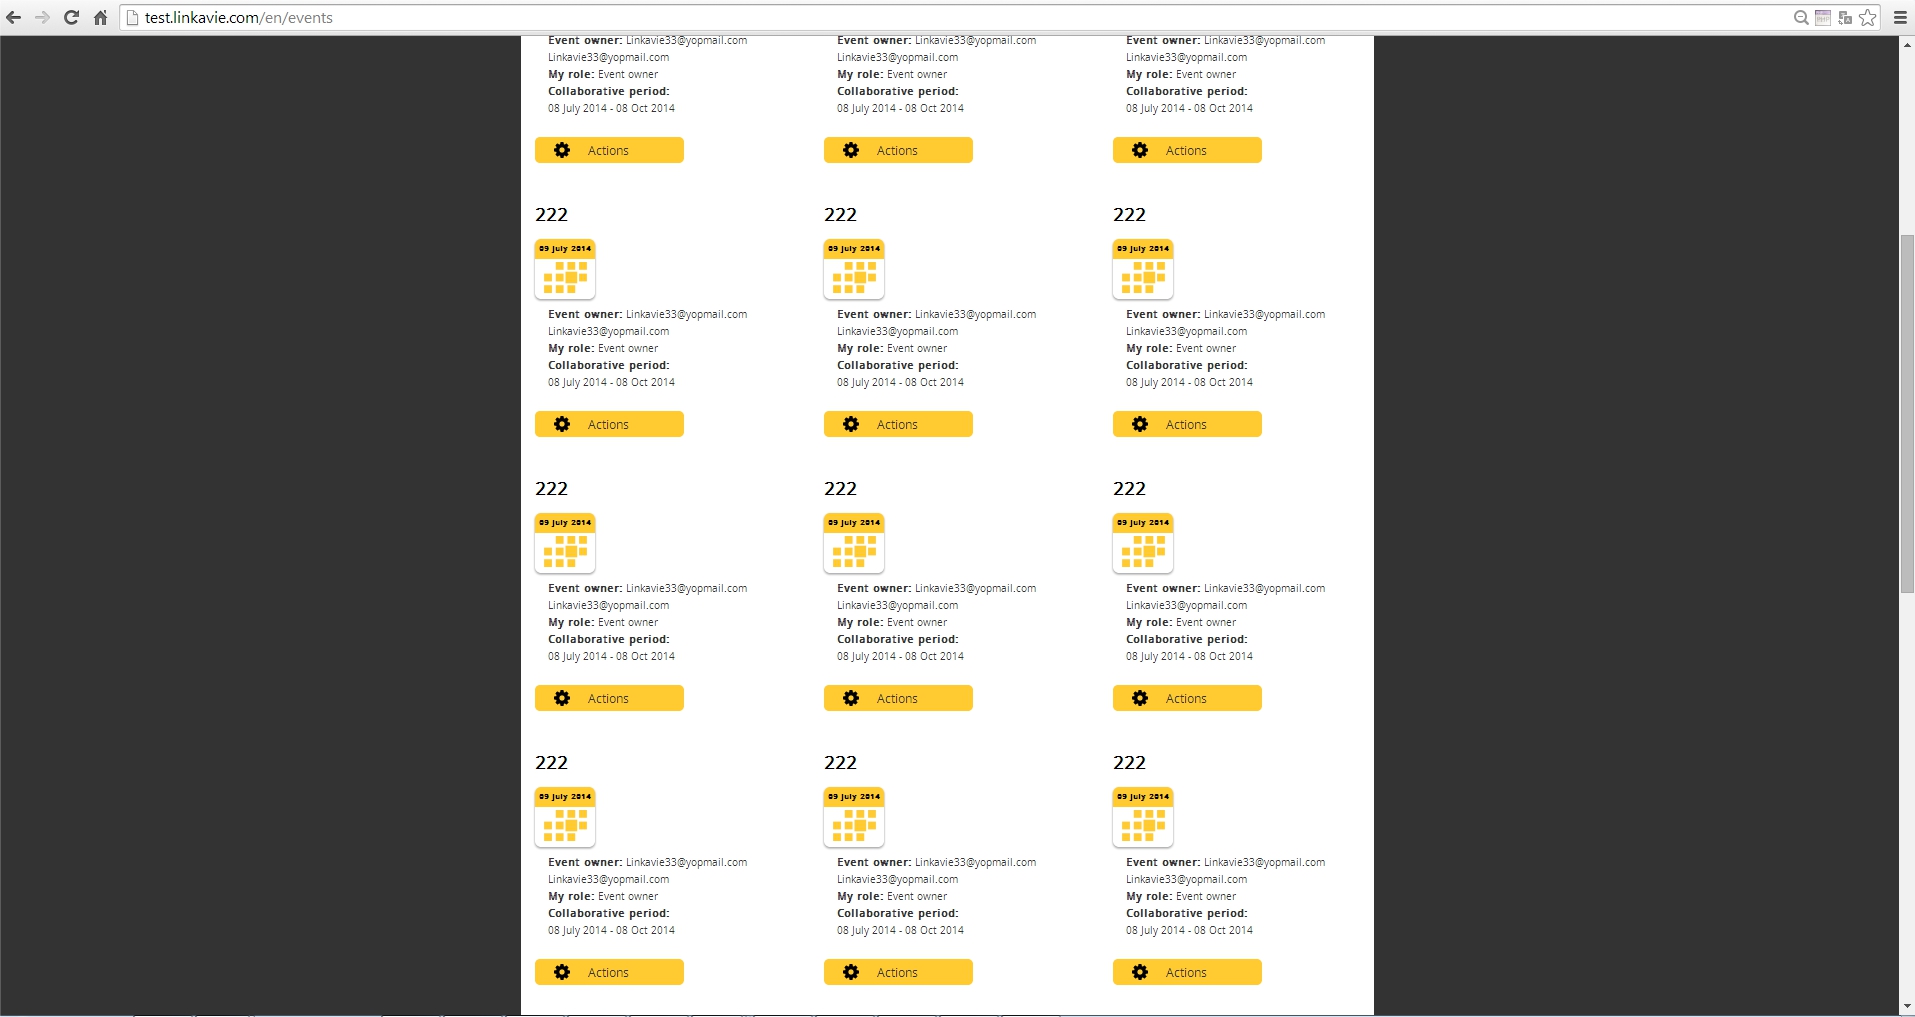 test.linkavie.com/en/events
Event owner: Linkavie33@yopmail.com Event owner: Linkavie33@yopmail.com Event owner: Linkavie33@yopmail.com
Linkavie33@yopmail.com Linkavie33@yopmail.com Linkavie33@yopmail.com
My role: Event owner My role: Event owner My role: Event owner
Collaborative period: Collaborative period: Collaborative period:
08 July 2014 - 08 Oct 2014 08 July 2014 - 08 Oct 2014 08 July 2014 - 08 Oct 2014
Actions Actions Actions
222 222 222
09 July 2014 09 July 2014 09 July 2014
Event owner: Linkavie33@yopmail.com Event owner: Linkavie33@yopmail.com Event owner: Linkavie33@yopmail.com
Linkavie33@yopmail.com Linkavie33@yopmail.com Linkavie33@yopmail.com
My role: Event owner My role: Event owner My role: Event owner
Collaborative period: Collaborative period: Collaborative period:
08 July 2014 - 08 Oct 2014 08 July 2014 - 08 Oct 2014 08 July 2014 - 08 Oct 2014
Actions Actions Actions
222 222 222
09 July 2014 09 July 2014 09 July 2014
Event owner: Linkavie33@yopmail.com Event owner: Linkavie33@yopmail.com Event owner: Linkavie33@yopmail.com
Linkavie33@yopmail.com Linkavie33@yopmail.com Linkavie33@yopmail.com
My role: Event owner My role: Event owner My role: Event owner
Collaborative period: Collaborative period: Collaborative period:
08 July 2014 - 08 Oct 2014 08 July 2014 - 08 Oct 2014 08 July 2014 - 08 Oct 2014
Actions Actions Actions
222 222 222
09 July 2014 09 July 2014 09 July 2014
Event owner: Linkavie33@yopmail.com Event owner: Linkavie33@yopmail.com Event owner: Linkavie33@yopmail.com
Linkavie33@yopmail.com Linkavie33@yopmail.com Linkavie33@yopmail.com
My role: Event owner My role: Event owner My role: Event owner
Collaborative period: Collaborative period: Collaborative period:
08 July 2014 - 08 Oct 2014 08 July 2014 - 08 Oct 2014 08 July 2014 - 08 Oct 2014
Actions Actions Actions